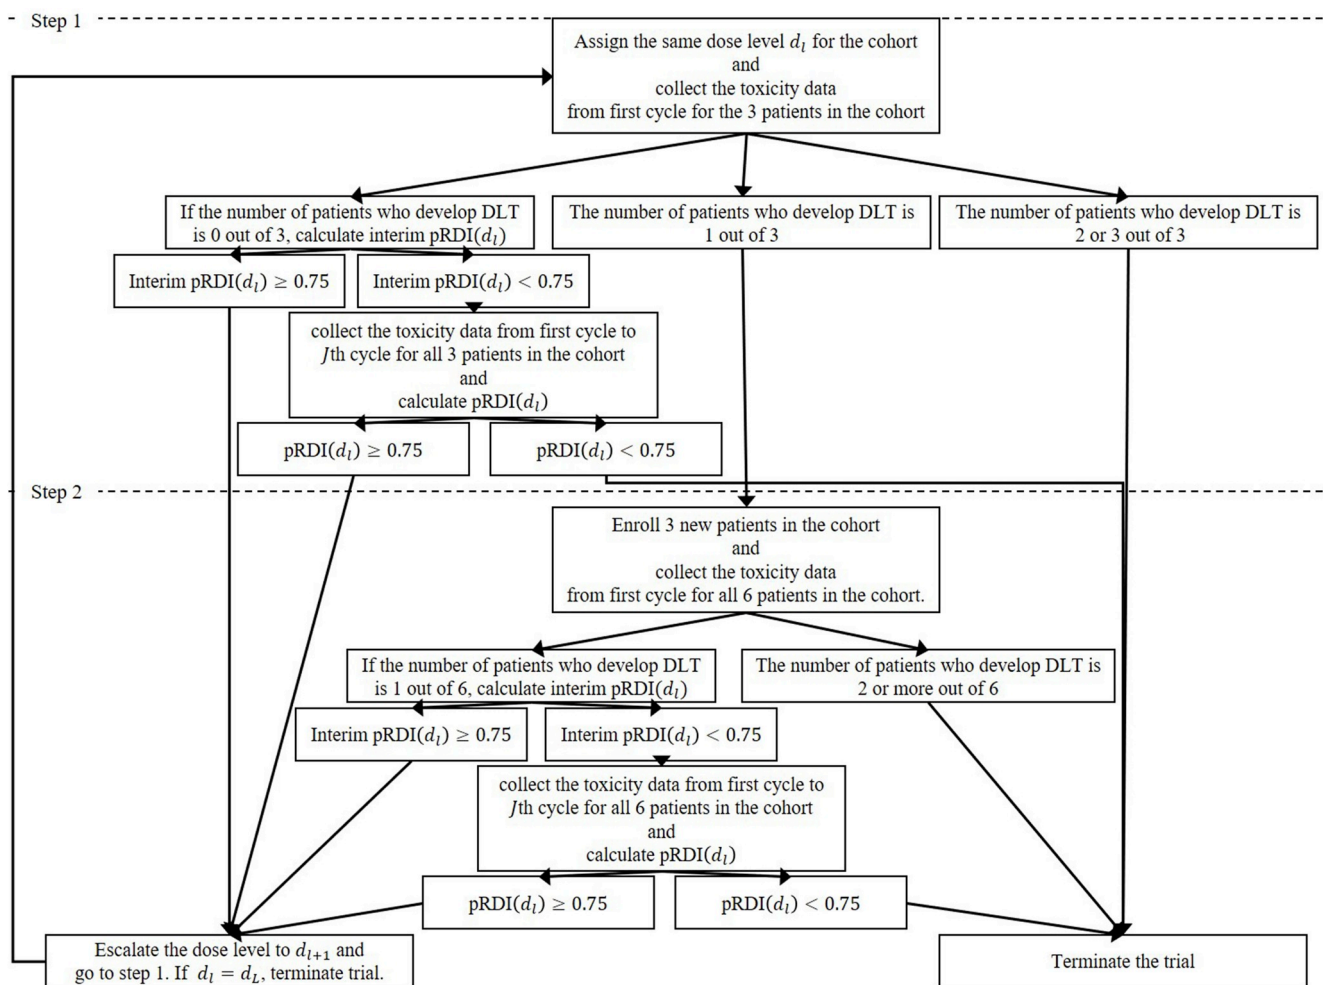 Step 1
Assign the same dose level d_l for the cohort
and
collect the toxicity data
from first cycle for the 3 patients in the cohort
If the number of patients who develop DLT
is 0 out of 3, calculate interim pRDI(d_l)
The number of patients who develop DLT is
1 out of 3
The number of patients who develop DLT is
2 or 3 out of 3
Interim pRDI(d_l) ≥ 0.75
Interim pRDI(d_l) < 0.75
collect the toxicity data from first cycle to
Jth cycle for all 3 patients in the cohort
and
calculate pRDI(d_l)
pRDI(d_l) ≥ 0.75
pRDI(d_l) < 0.75
Step 2
Enroll 3 new patients in the cohort
and
collect the toxicity data
from first cycle for all 6 patients in the cohort.
If the number of patients who develop DLT
is 1 out of 6, calculate interim pRDI(d_l)
The number of patients who develop DLT is
2 or more out of 6
Interim pRDI(d_l) ≥ 0.75
Interim pRDI(d_l) < 0.75
collect the toxicity data from first cycle to
Jth cycle for all 6 patients in the cohort
and
calculate pRDI(d_l)
pRDI(d_l) ≥ 0.75
pRDI(d_l) < 0.75
Escalate the dose level to d_{l+1} and
go to step 1. If d_l = d_L, terminate trial.
Terminate the trial